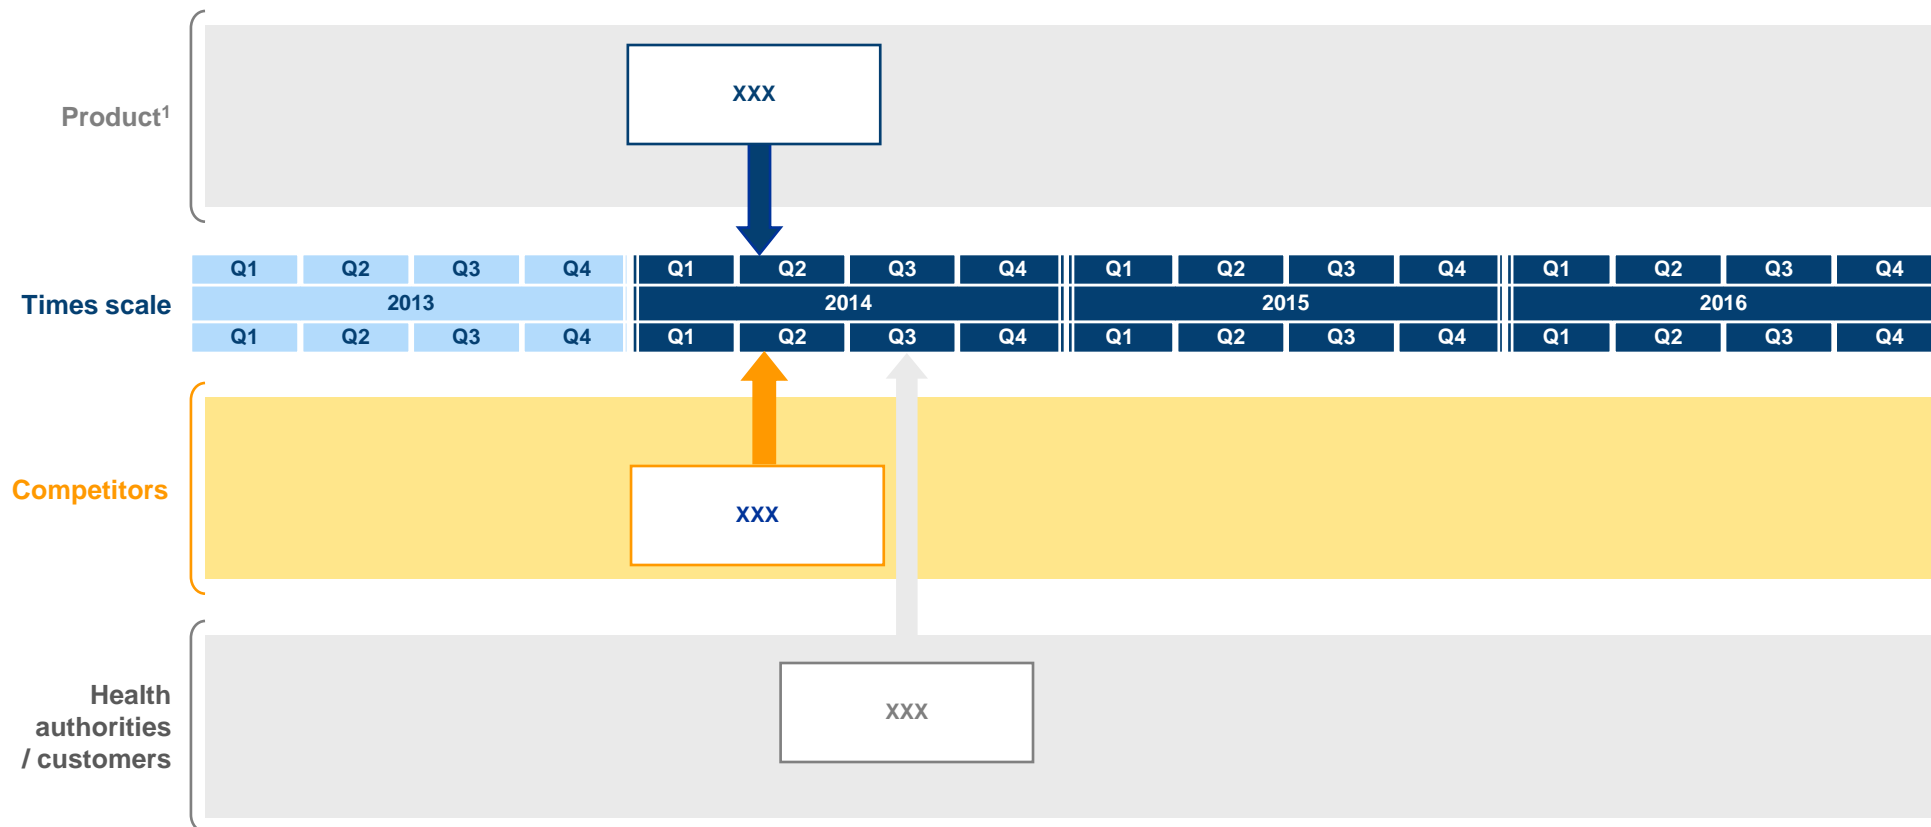 XXX
Product¹
Q1 Q2 Q3 Q4 Q1 Q2 Q3 Q4 Q1 Q2 Q3 Q4 Q1 Q2 Q3 Q4
Times scale 2013 2014 2015 2016
Q1 Q2 Q3 Q4 Q1 Q2 Q3 Q4 Q1 Q2 Q3 Q4 Q1 Q2 Q3 Q4
Competitors
XXX
Health
authorities
/ customers
XXX